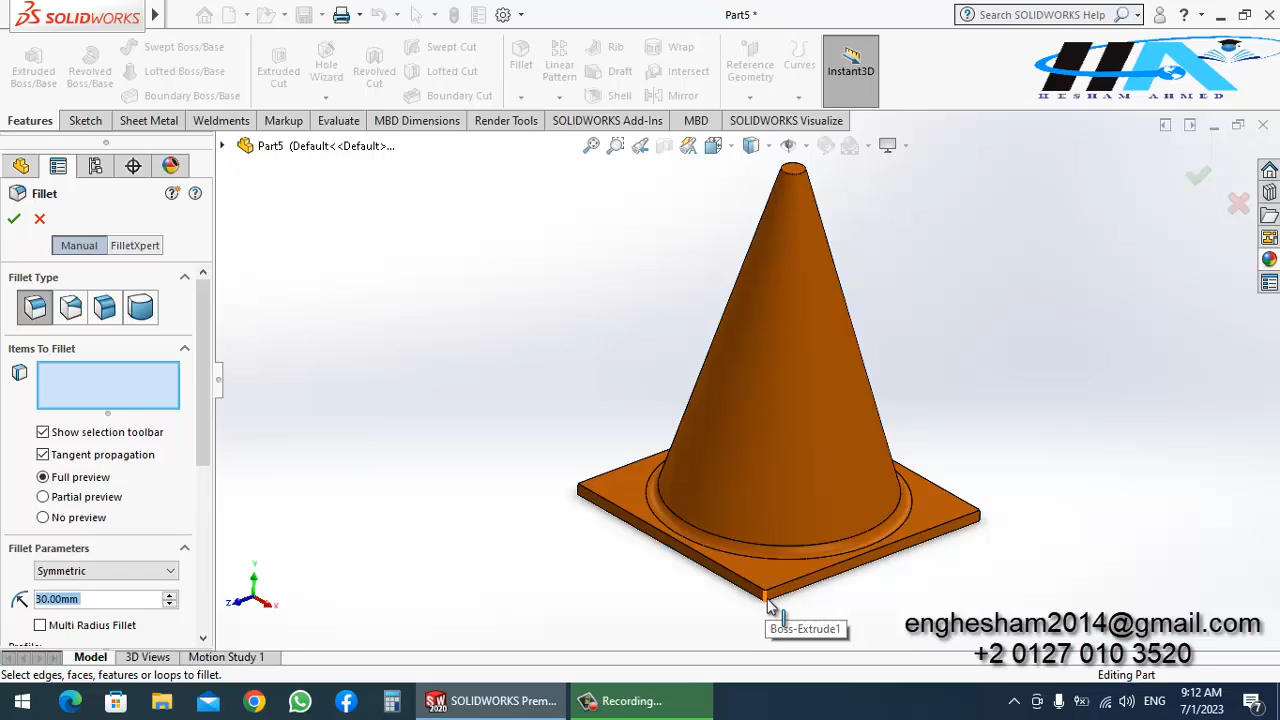 SOLIDWORKS
Part5 *
Search SOLIDWORKS Help
?
Extruded Boss/Base
Revolved Boss/Base
Swept Boss/Base
Lofted Boss/Base
Boundary Boss/Base
Extruded Cut
Hole Wizard
Revolved Cut
Swept Cut
Lofted Cut
Boundary Cut
Fillet
Linear Pattern
Rib
Draft
Shell
Wrap
Intersect
Mirror
Reference Geometry
Curves
Instant3D
HA
HESHAM AHMED
Features
Sketch
Sheet Metal
Weldments
Markup
Evaluate
MBD Dimensions
Render Tools
SOLIDWORKS Add-Ins
MBD
SOLIDWORKS Visualize
Part5 (Default<<Default>...
Fillet
Manual
FilletXpert
Fillet Type
Items To Fillet
Show selection toolbar
Tangent propagation
Full preview
Partial preview
No preview
Fillet Parameters
Symmetric
30.00mm
Multi Radius Fillet
Y
Z
X
Boss-Extrude1
enghesham2014@gmail.com
+2 0127 010 3520
Model
3D Views
Motion Study 1
Select edges, faces, features or loops to fillet.
Editing Part
SW 2020
SOLIDWORKS Prem...
Recording...
ENG
9:12 AM
7/1/2023
7